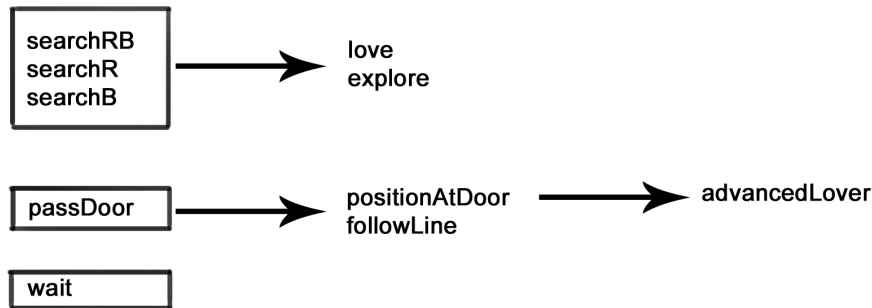 searchRB
searchR
searchB
love
explore
passDoor
positionAtDoor
followLine
advancedLover
wait